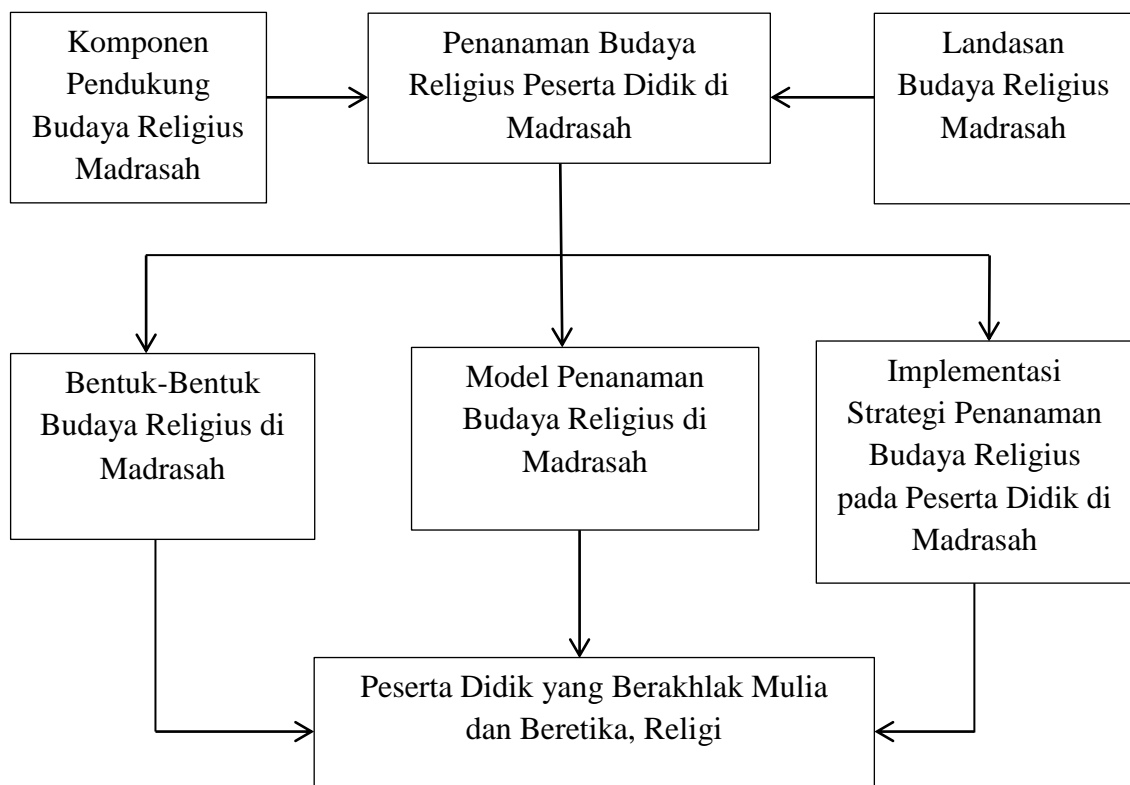 Komponen
Pendukung
Budaya Religius
Madrasah
Penanaman Budaya
Religius Peserta Didik di
Madrasah
Landasan
Budaya Religius
Madrasah
Bentuk-Bentuk
Budaya Religius di
Madrasah
Model Penanaman
Budaya Religius di
Madrasah
Implementasi
Strategi Penanaman
Budaya Religius
pada Peserta Didik di
Madrasah
Peserta Didik yang Berakhlak Mulia
dan Beretika, Religi